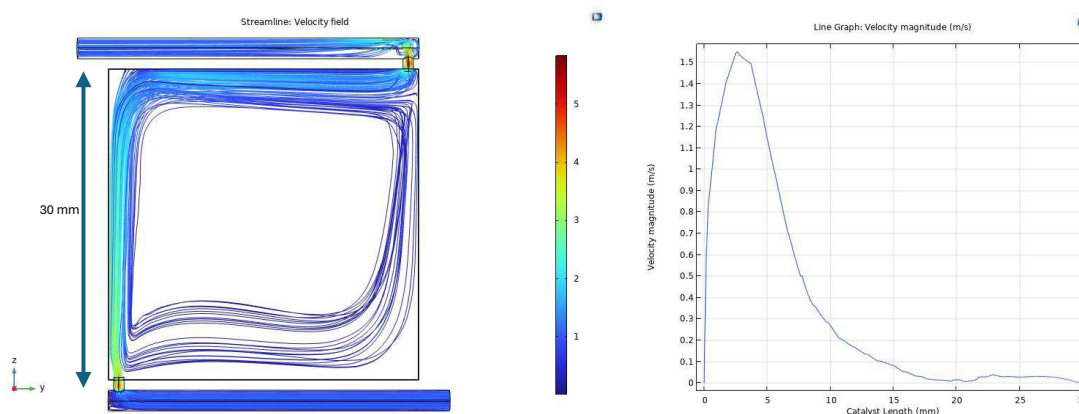 Streamline: Velocity field
30 mm
5
4
3
2
1
z
y
Line Graph: Velocity magnitude (m/s)
Velocity magnitude (m/s)
1.5
1.4
1.3
1.2
1.1
1
0.9
0.8
0.7
0.6
0.5
0.4
0.3
0.2
0.1
0
0 5 10 15 20 25
Catalyst Length (mm)